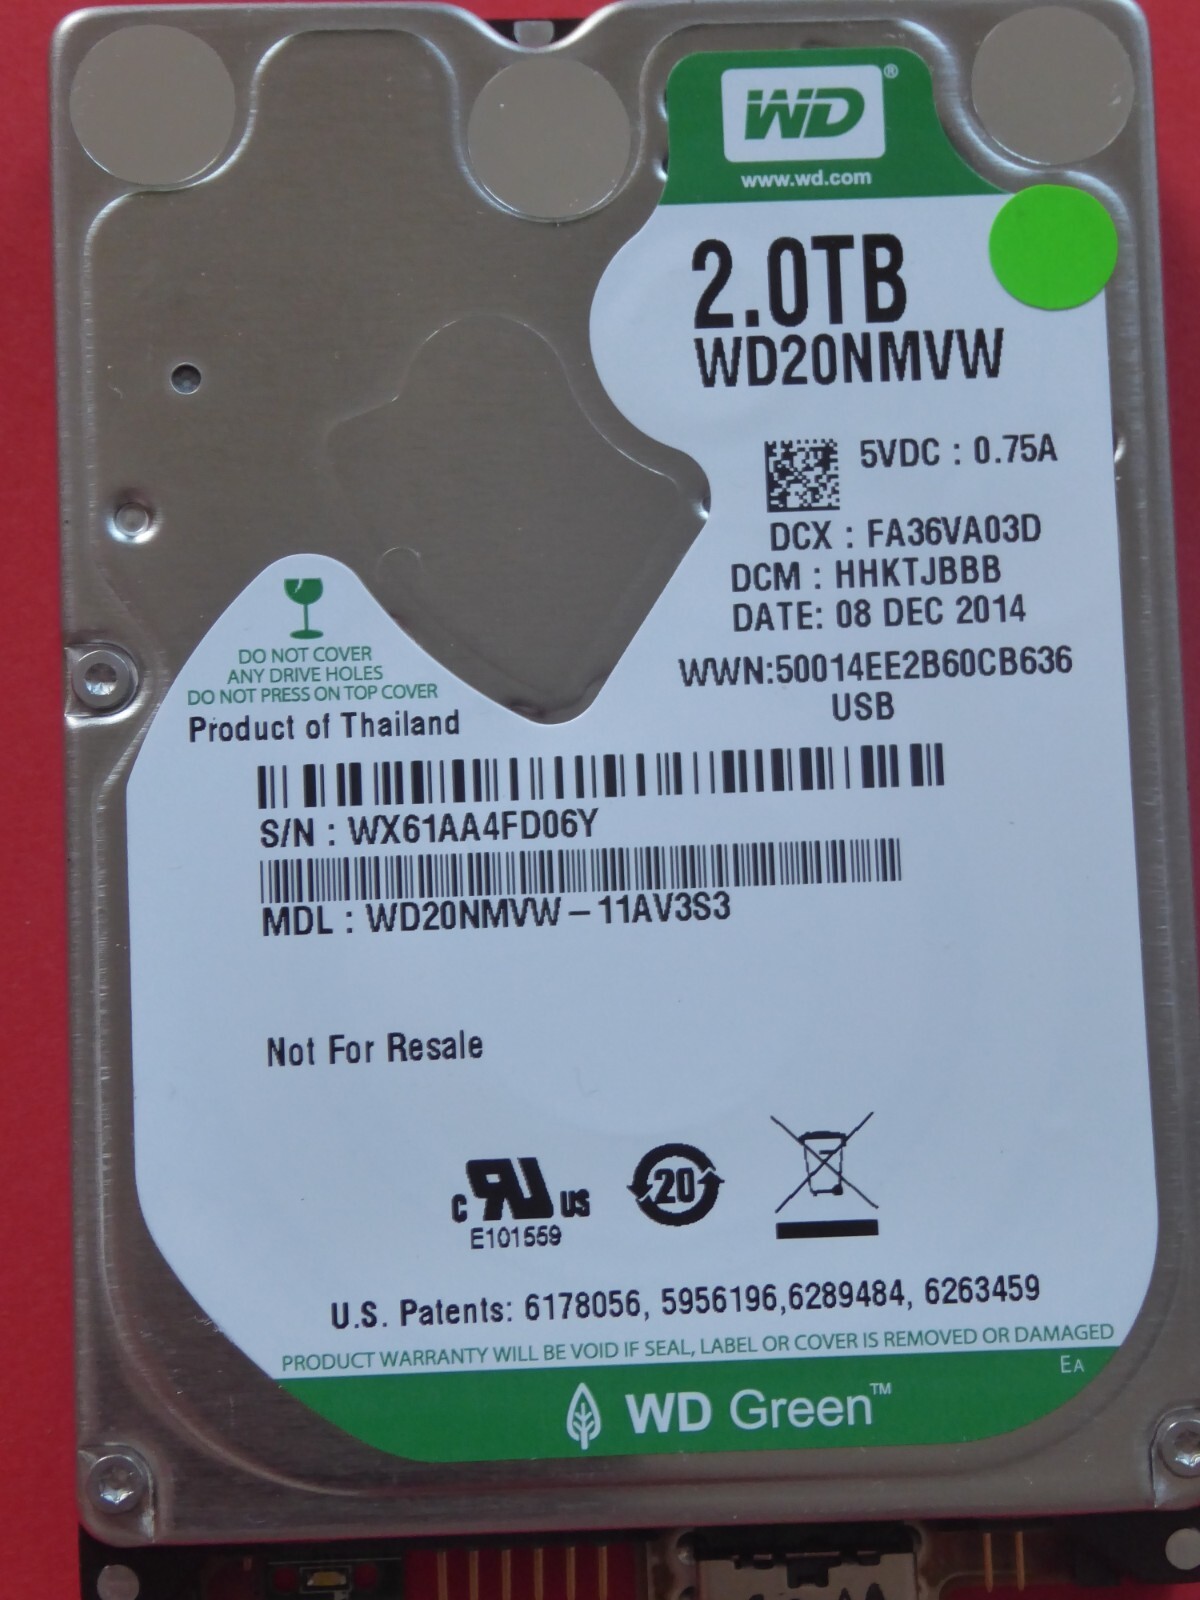 WD®
www.wd.com
2.0TB
WD20NMVW
5VDC : 0.75A
DCX : FA36VA03D
DCM : HHKTJBBB
DATE: 08 DEC 2014
WWN:50014EE2B60CB636
USB
DO NOT COVER
ANY DRIVE HOLES
DO NOT PRESS ON TOP COVER
Product of Thailand
S/N : WX61AA4FD06Y
MDL : WD20NMVW – 11AV3S3
Not For Resale
c RU US
E101559
20
U.S. Patents: 6178056, 5956196,6289484, 6263459
PRODUCT WARRANTY WILL BE VOID IF SEAL, LABEL OR COVER IS REMOVED OR DAMAGED
EA
WD Green™